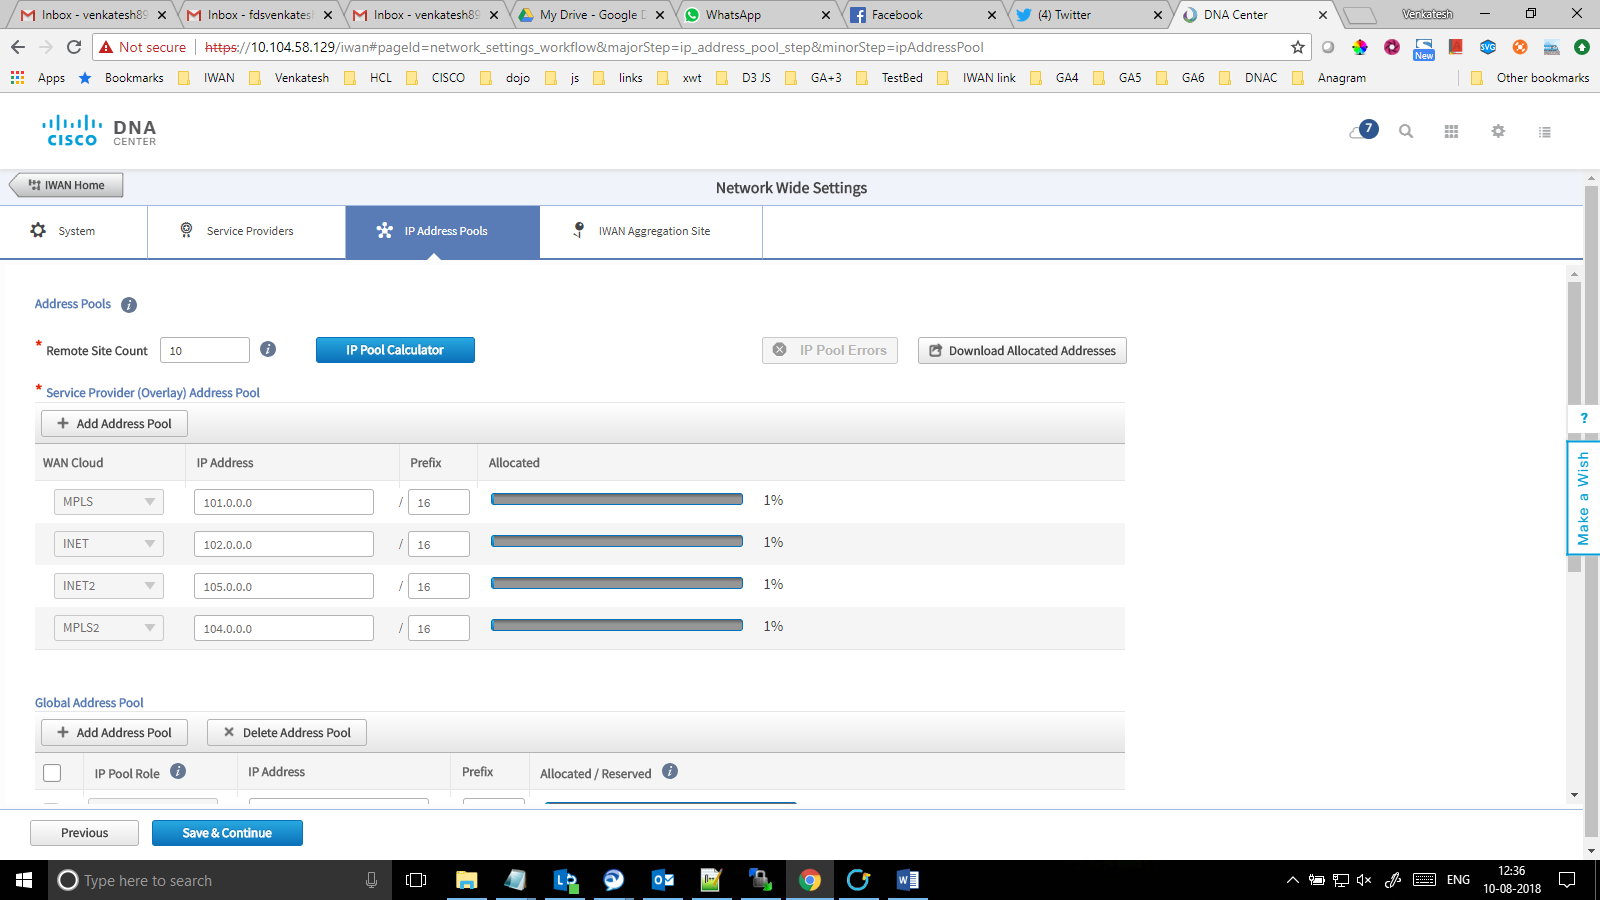 Inbox - venkatesh89
Inbox - fdsvenkatesh
Inbox - venkatesh89
My Drive - Google D
WhatsApp
Facebook
(4) Twitter
DNA Center
Venkatesh
Not secure
https://10.104.58.129/iwan#pageId=network_settings_workflow&majorStep=ip_address_pool_step&minorStep=ipAddressPool
SVG
New
Apps
Bookmarks
IWAN
Venkatesh
HCL
CISCO
dojo
js
links
xwt
D3 JS
GA+3
TestBed
IWAN link
GA4
GA5
GA6
DNAC
Anagram
Other bookmarks
CISCO
DNA
CENTER
7
IWAN Home
Network Wide Settings
System
Service Providers
IP Address Pools
IWAN Aggregation Site
Address Pools i
* Remote Site Count 10 i
IP Pool Calculator
IP Pool Errors
Download Allocated Addresses
* Service Provider (Overlay) Address Pool
+ Add Address Pool
WAN Cloud IP Address Prefix Allocated
MPLS 101.0.0.0 / 16 1%
INET 102.0.0.0 / 16 1%
INET2 105.0.0.0 / 16 1%
MPLS2 104.0.0.0 / 16 1%
?
Make a Wish
Global Address Pool
+ Add Address Pool
Delete Address Pool
IP Pool Role i IP Address Prefix Allocated / Reserved i
Previous
Save & Continue
Type here to search
ENG
12:36
10-08-2018